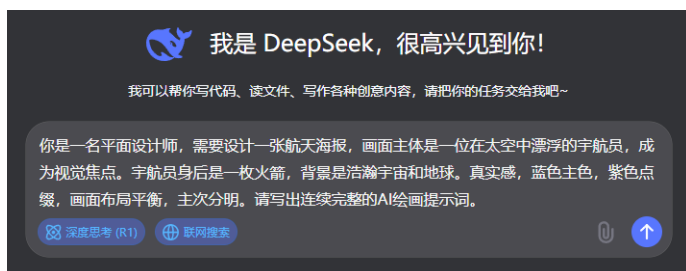 我是 DeepSeek，很高兴见到你！
我可以帮你写代码、读文件、写作各种创意内容，请把你的任务交给我吧~
你是一名平面设计师，需要设计一张航天海报，画面主体是一位在太空中漂浮的宇航员，成
为视觉焦点。宇航员身后是一枚火箭，背景是浩瀚宇宙和地球。真实感，蓝色主色，紫色点
缀，画面布局平衡，主次分明。请写出连续完整的AI绘画提示词。
深度思考 (R1) 联网搜索